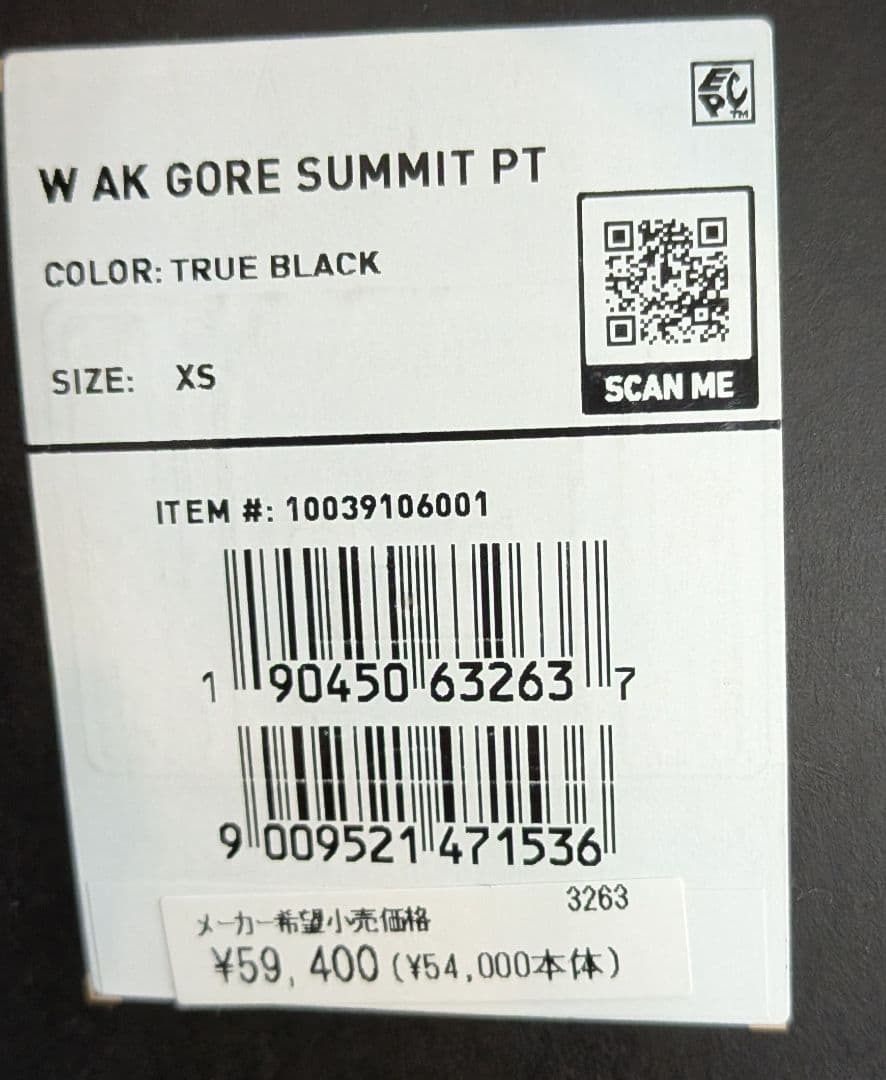 EPC™
W AK GORE SUMMIT PT
COLOR: TRUE BLACK
SCAN ME
SIZE: XS
ITEM #: 10039106001
1 90450 63263 7
9 009521 471536
3263
メーカー希望小売価格
¥59, 400 (¥54,000本体)